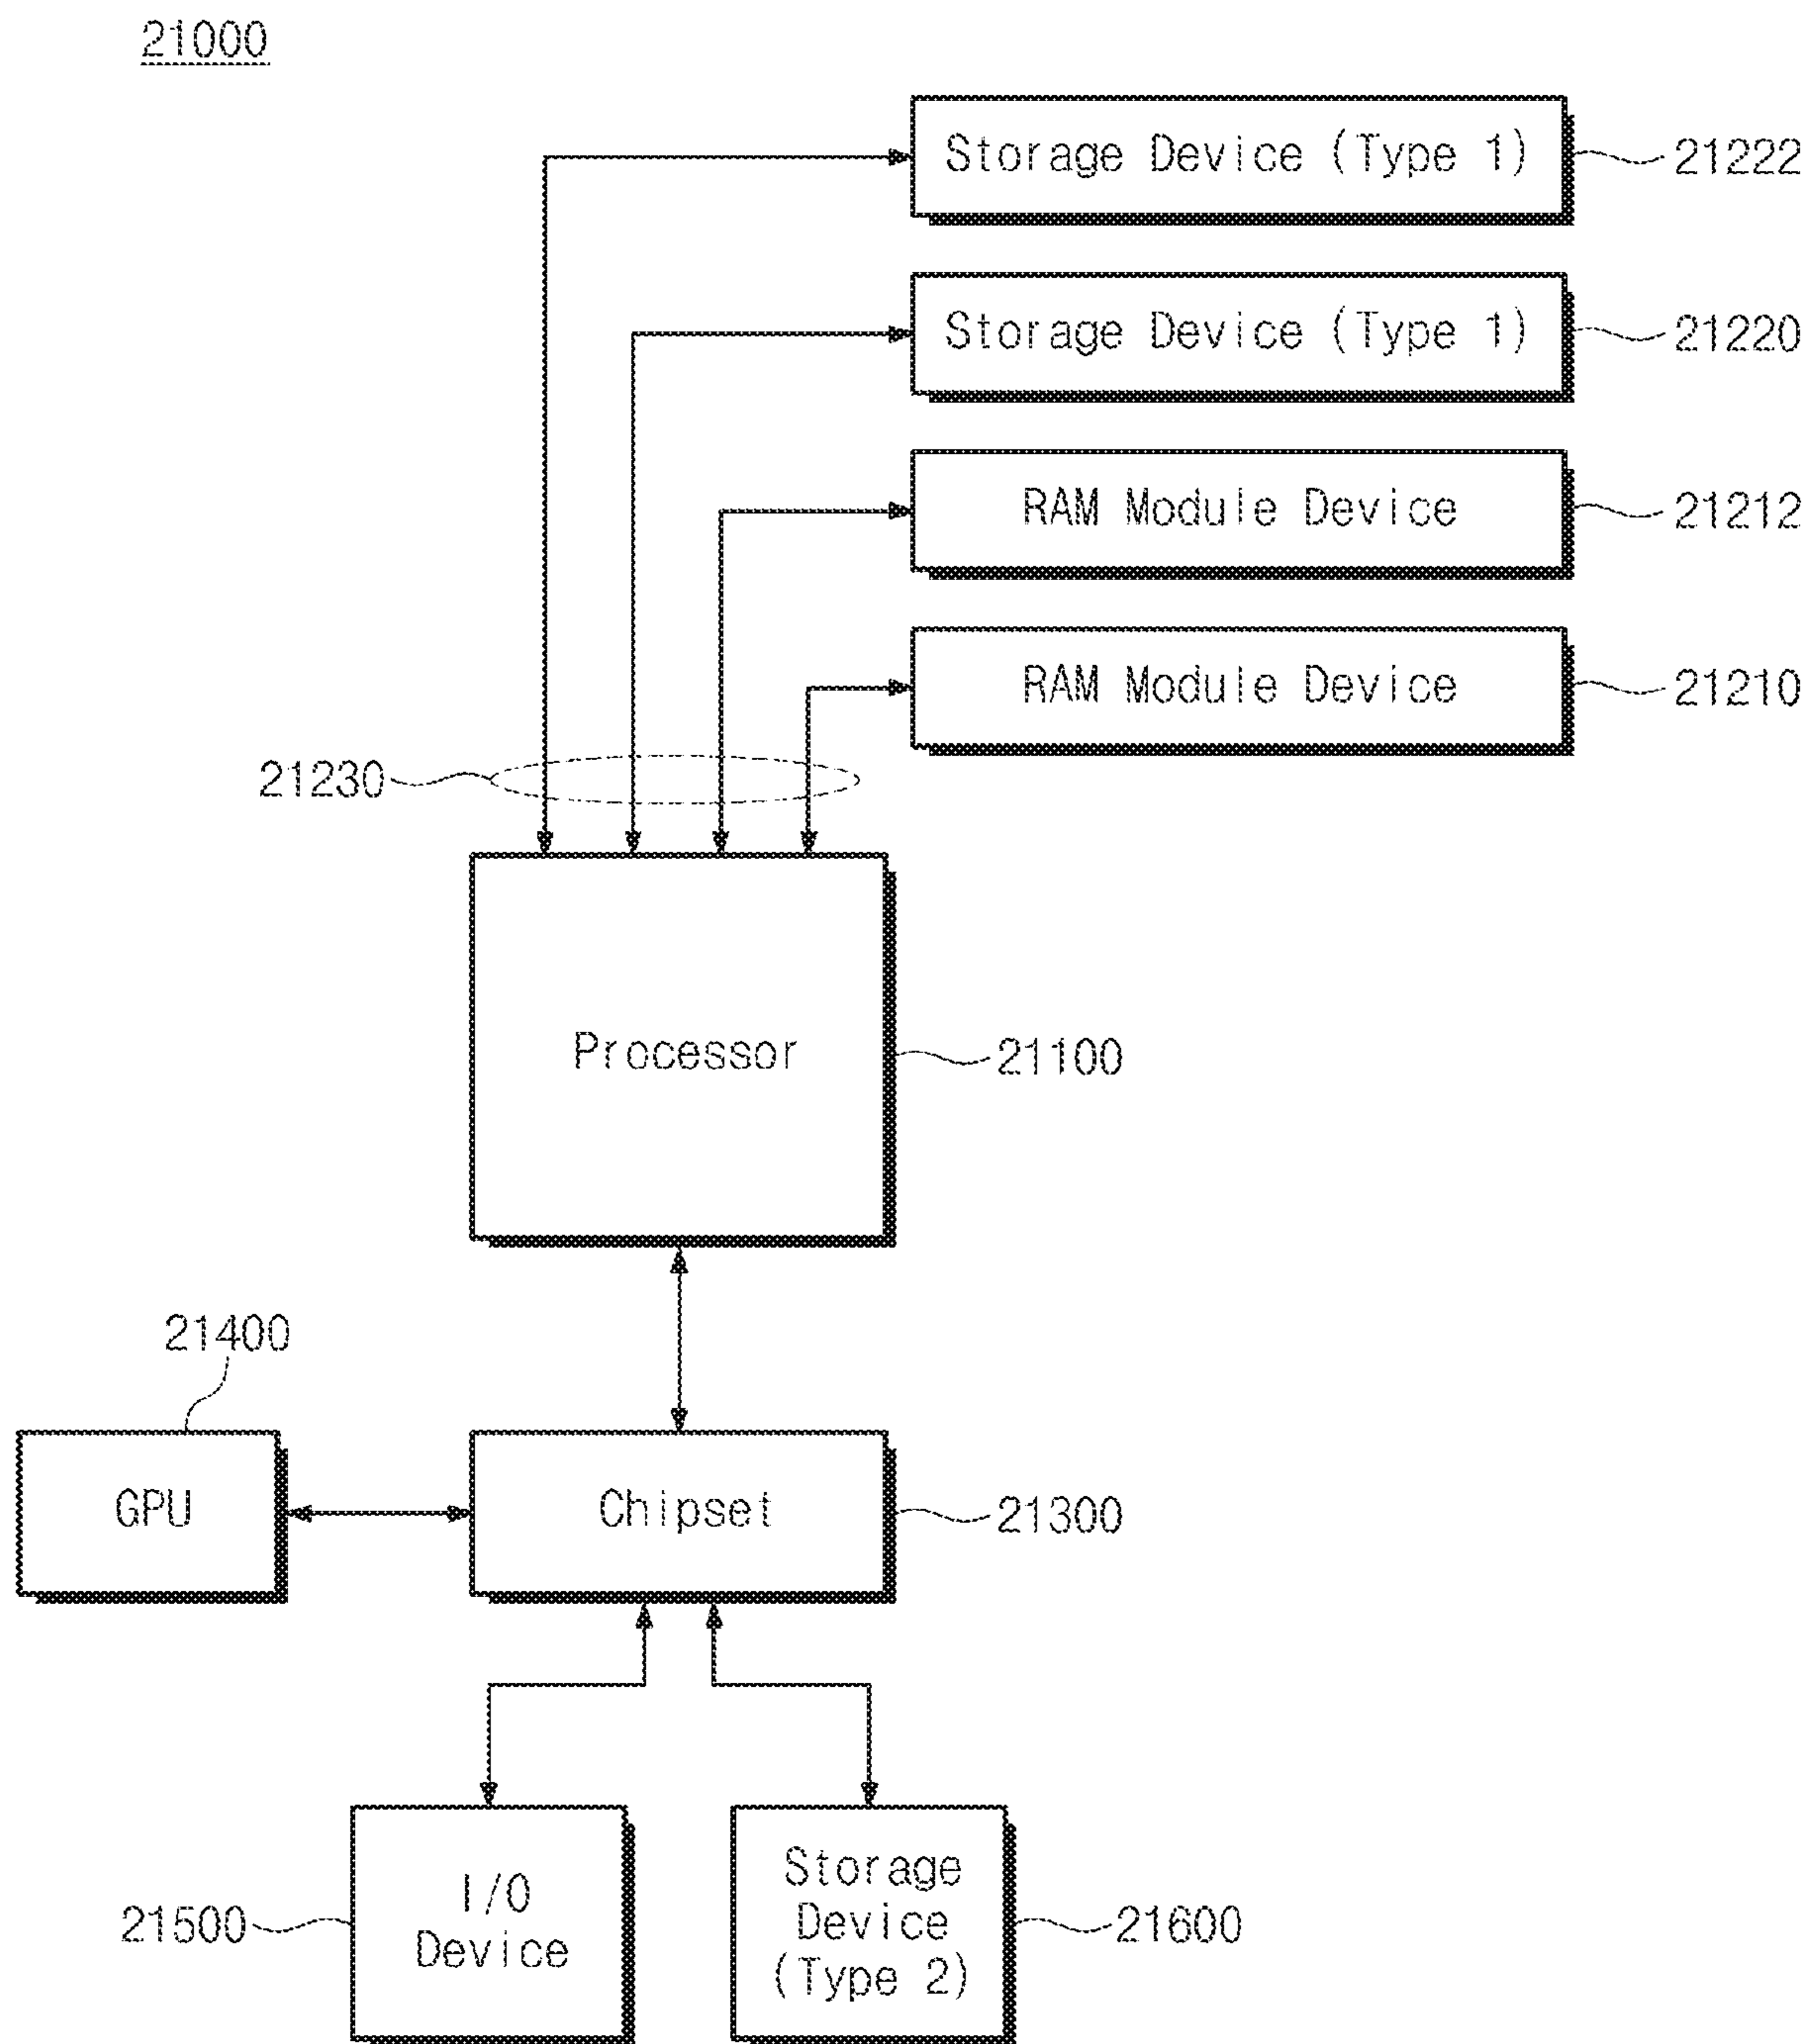 21000
Storage Device (Type 1)
21222
Storage Device (Type 1)
21220
RAM Module Device
21212
RAM Module Device
21210
21230
Processor
21100
21400
GPU
Chipset
21300
I/O
Device
21500
Storage
Device
(Type 2)
21600